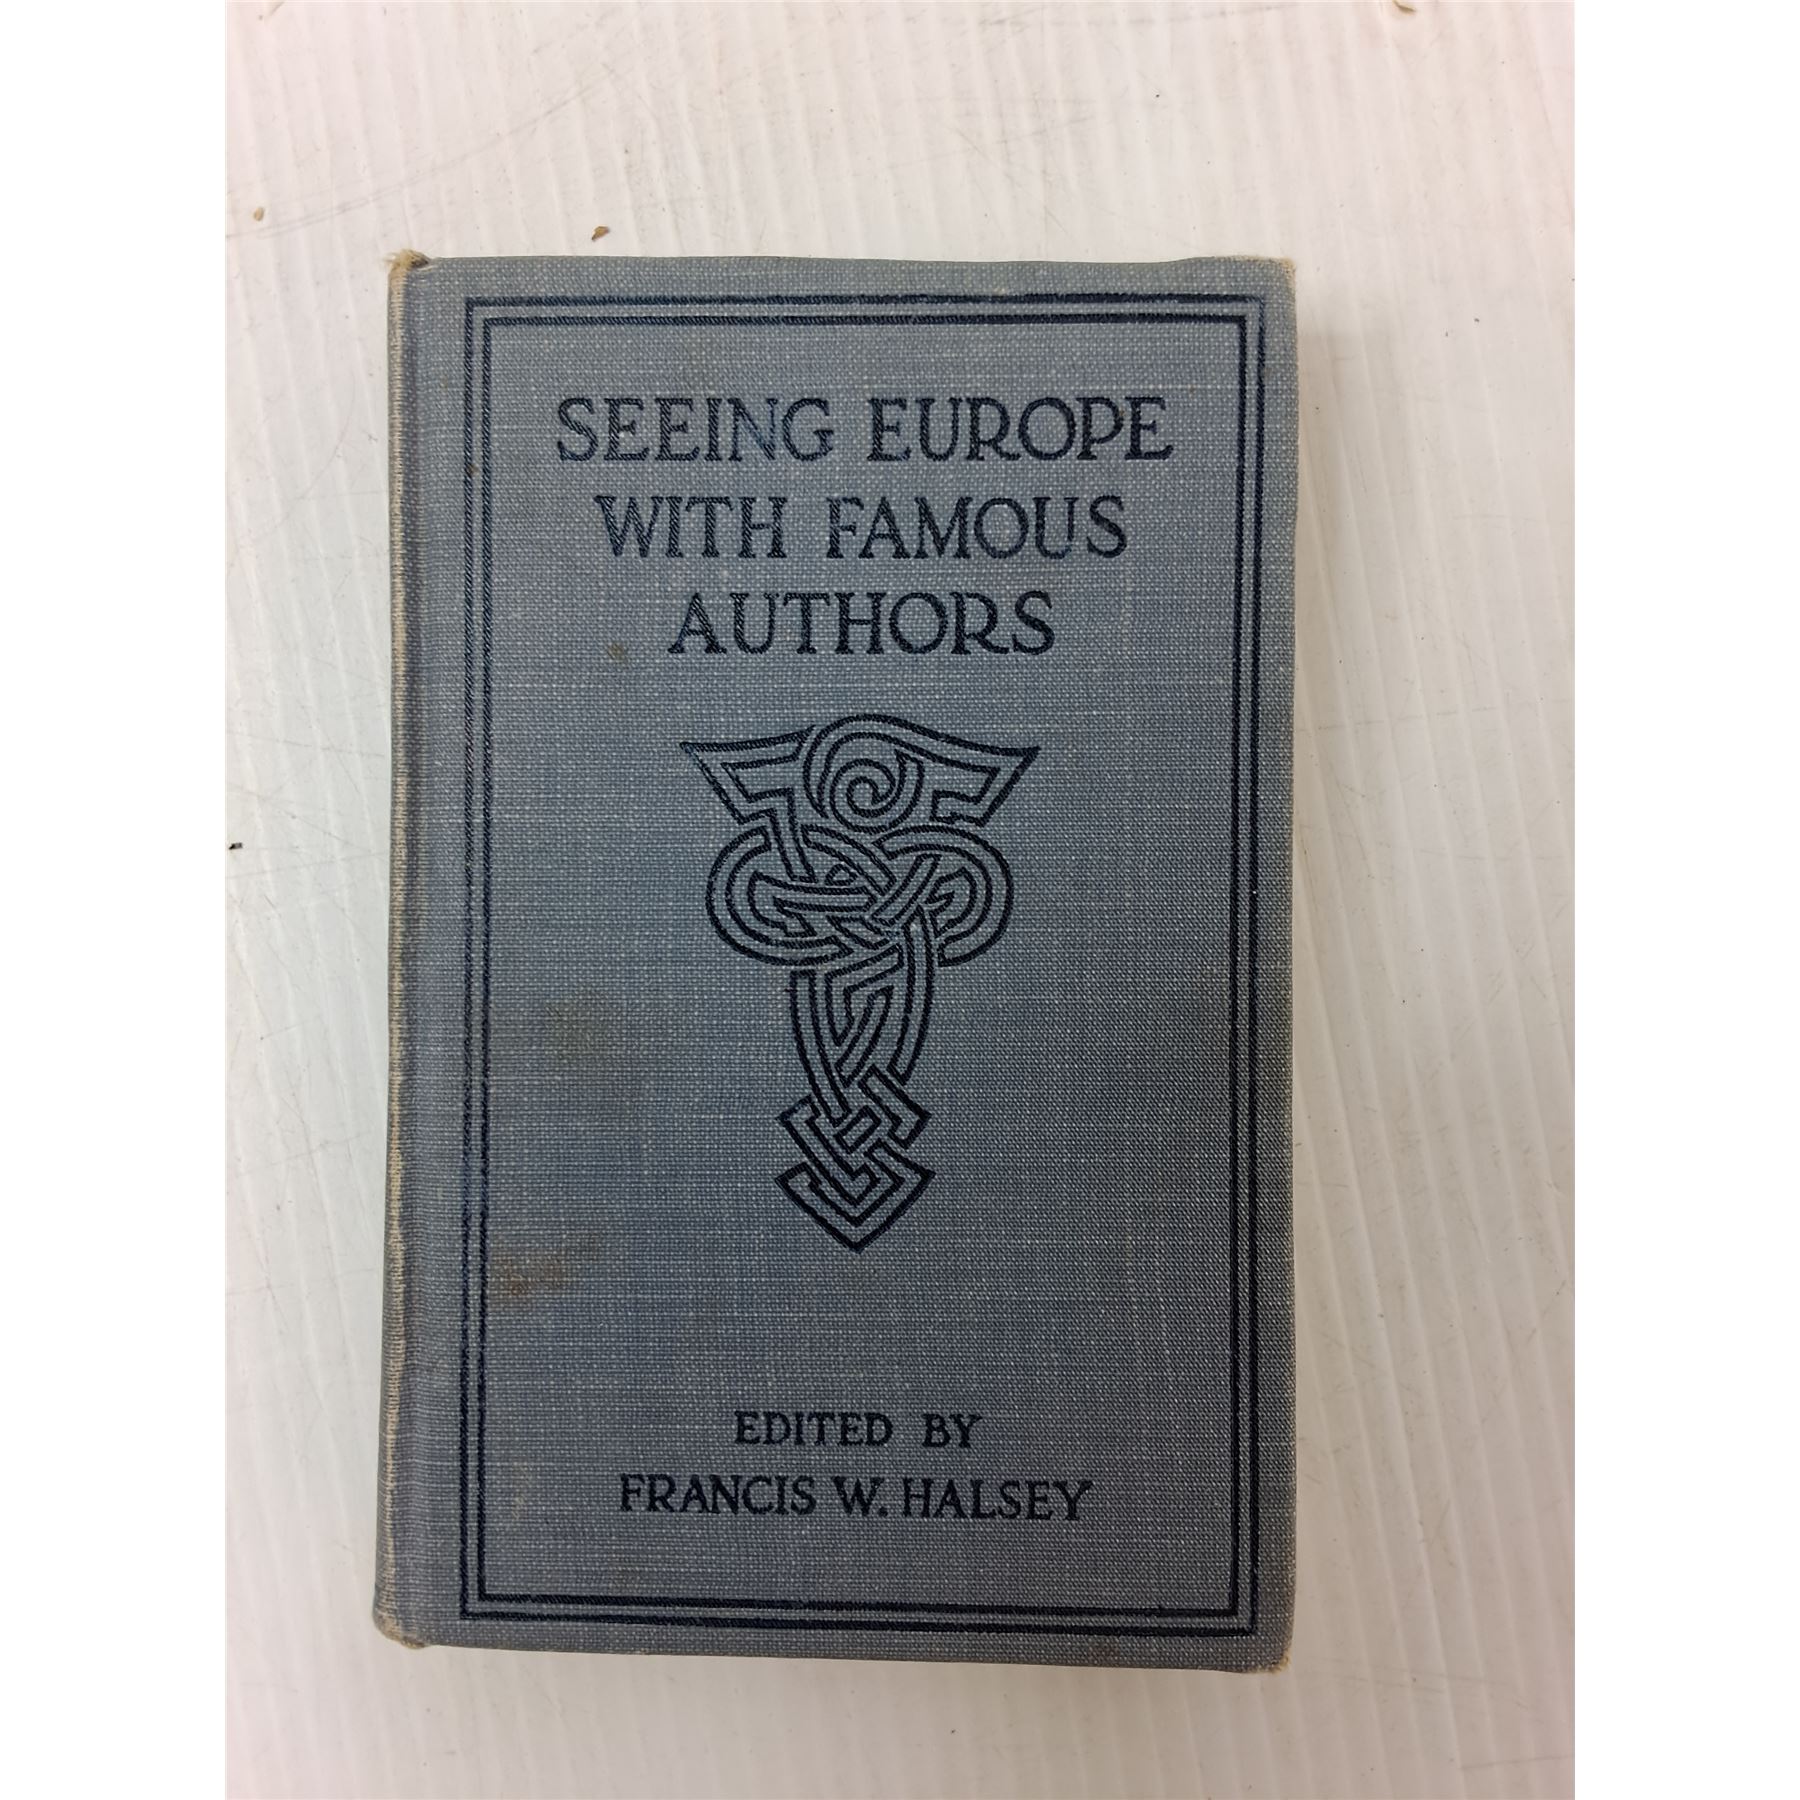 SEEING EUROPE
WITH FAMOUS
AUTHORS
EDITED BY
FRANCIS W. HALSEY